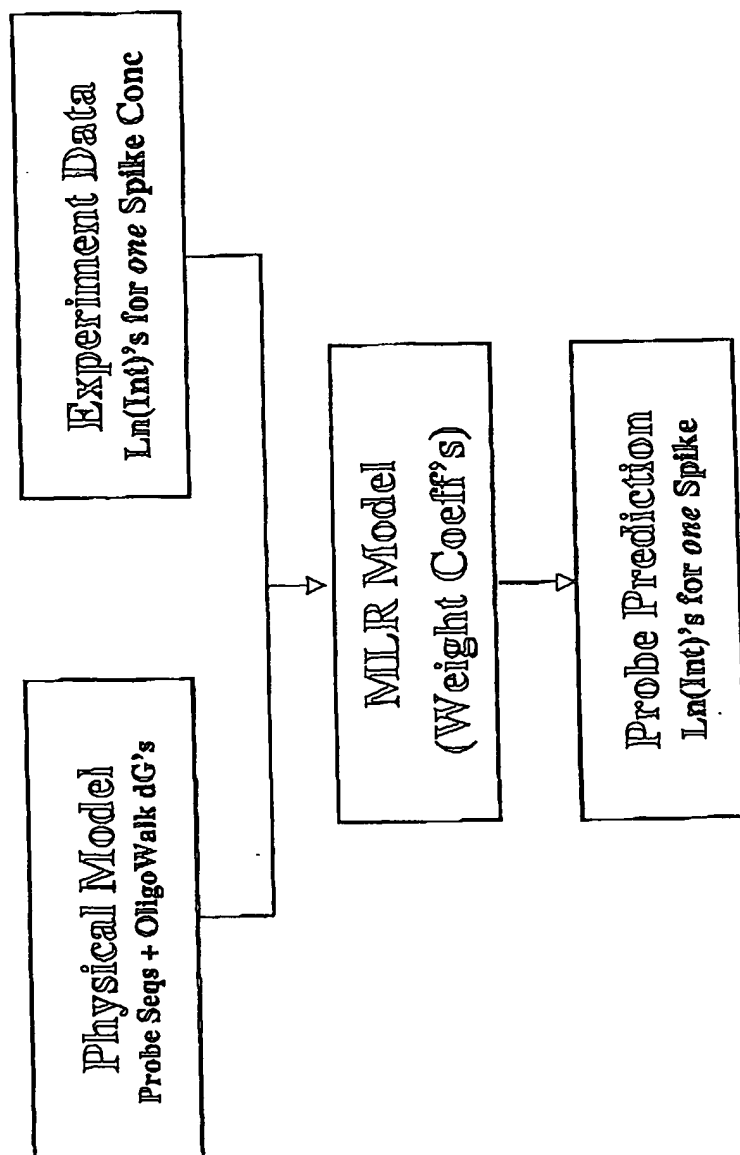 Physical Model
Probe Seqs + OligoWalk dG's
Experiment Data
Ln(Int)'s for one Spike Conc
MLR Model
(Weight Coeff's)
Probe Prediction
Ln(Int)'s for one Spike